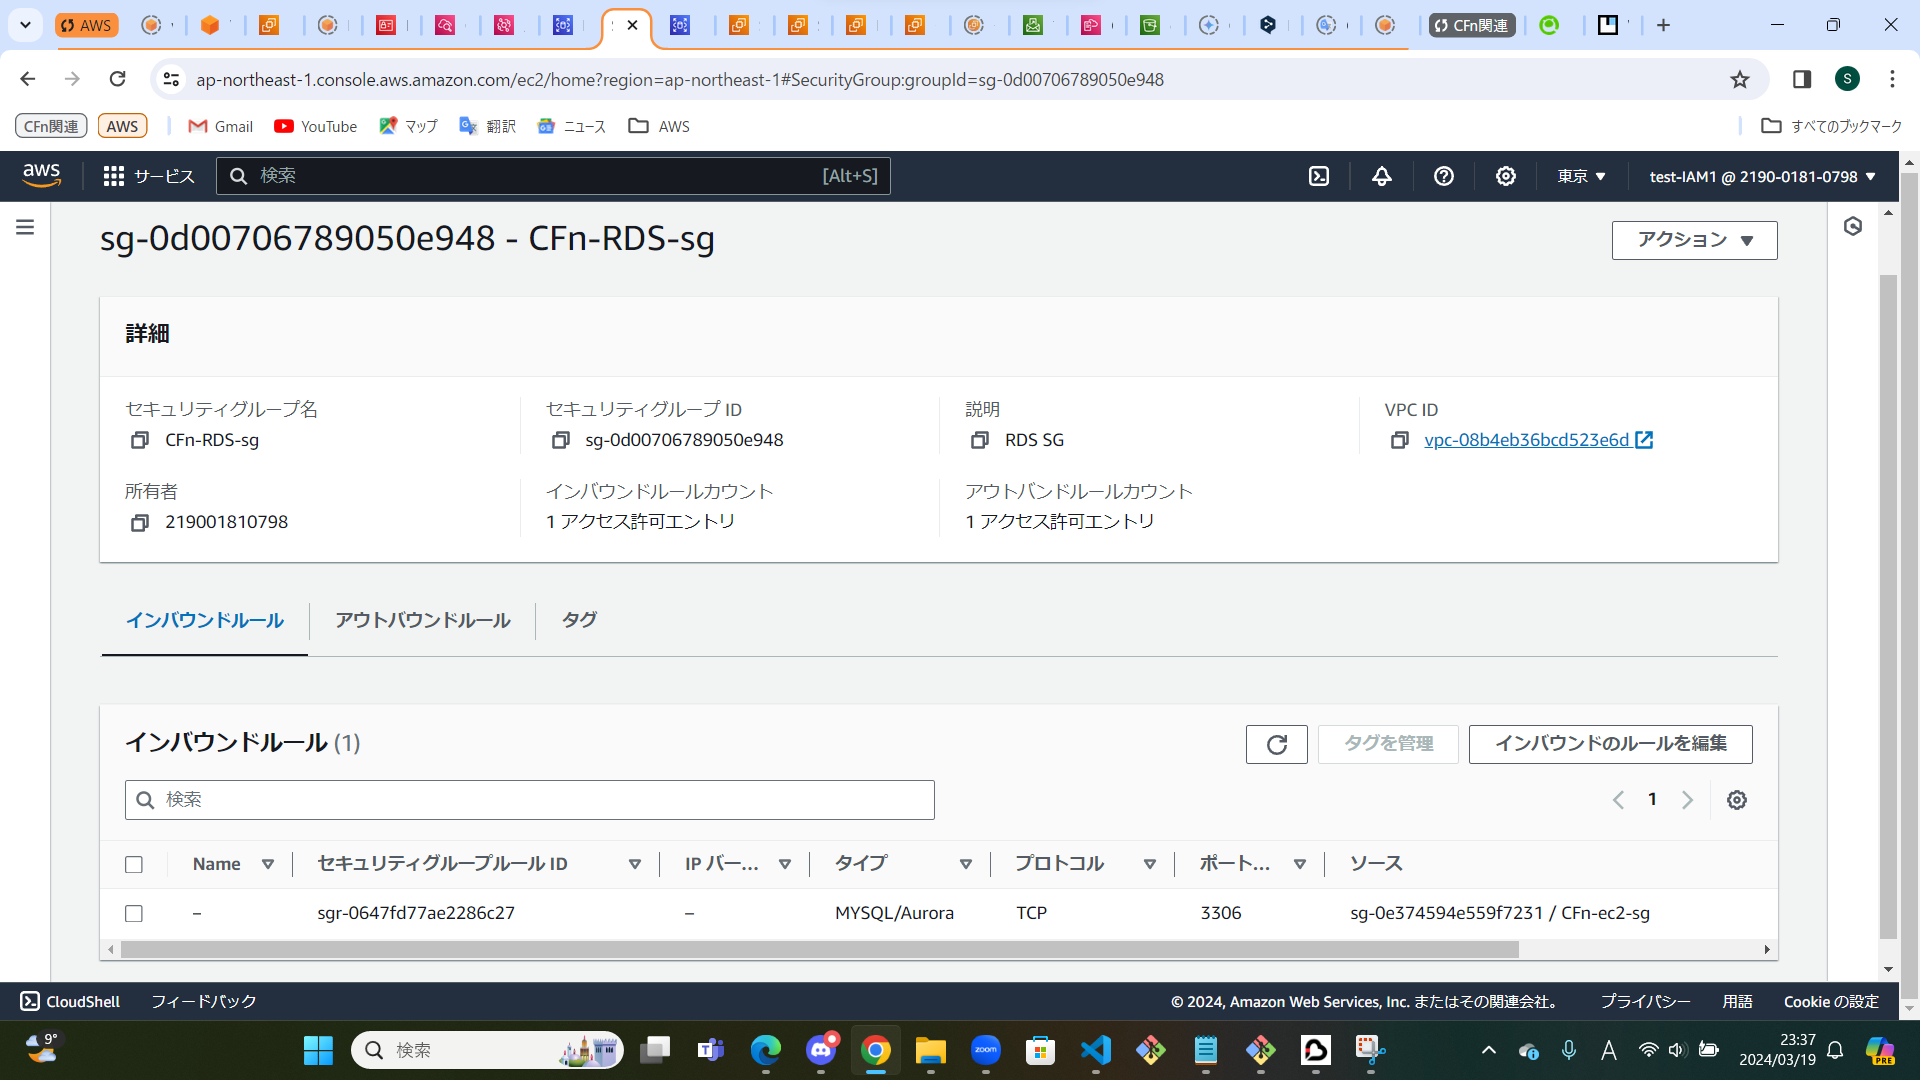 AWS
CFn関連
ap-northeast-1.console.aws.amazon.com/ec2/home?region=ap-northeast-1#SecurityGroup:groupId=sg-0d00706789050e948
S
CFn関連
AWS
Gmail
YouTube
マップ
翻訳
ニュース
AWS
すべてのブックマーク
aws
サービス
検索
[Alt+S]
東京
test-IAM1 @ 2190-0181-0798
sg-0d00706789050e948 - CFn-RDS-sg
アクション
詳細
セキュリティグループ名
セキュリティグループ ID
説明
VPC ID
CFn-RDS-sg
sg-0d00706789050e948
RDS SG
vpc-08b4eb36bcd523e6d
所有者
インバウンドルールカウント
アウトバンドルールカウント
219001810798
1 アクセス許可エントリ
1 アクセス許可エントリ
インバウンドルール
アウトバウンドルール
タグ
インバウンドルール (1)
タグを管理
インバウンドのルールを編集
検索
1
Name
セキュリティグループルール ID
IP バー...
タイプ
プロトコル
ポート...
ソース
–
sgr-0647fd77ae2286c27
–
MYSQL/Aurora
TCP
3306
sg-0e374594e559f7231 / CFn-ec2-sg
CloudShell
フィードバック
© 2024, Amazon Web Services, Inc. またはその関連会社。
プライバシー
用語
Cookie の設定
9°
検索
zoom
A
23:37
2024/03/19
PRE